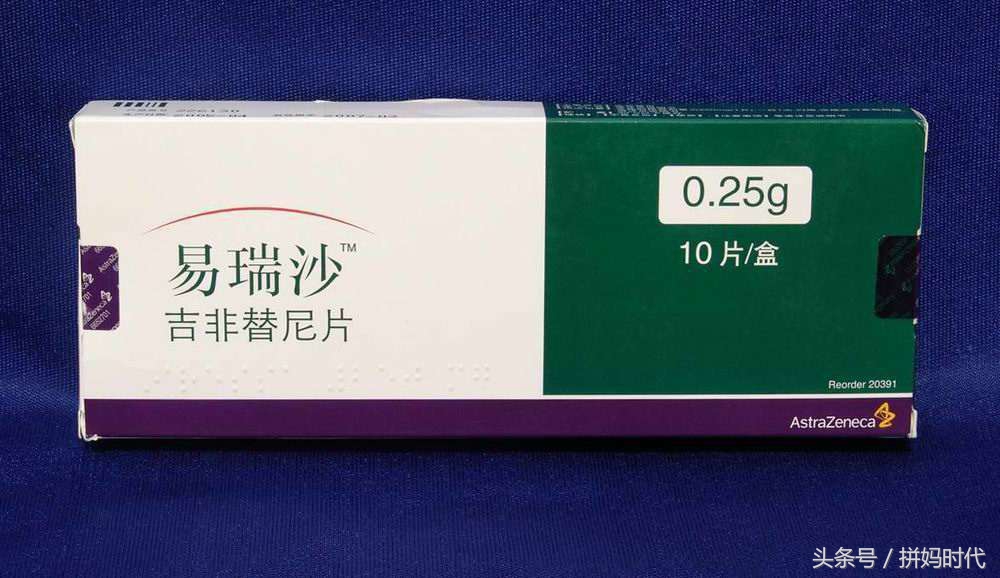 0.25g
10片/盒
易瑞沙™
吉非替尼片
AstraZeneca
Reorder 20391
AstraZeneca
头条号 / 拼妈时代